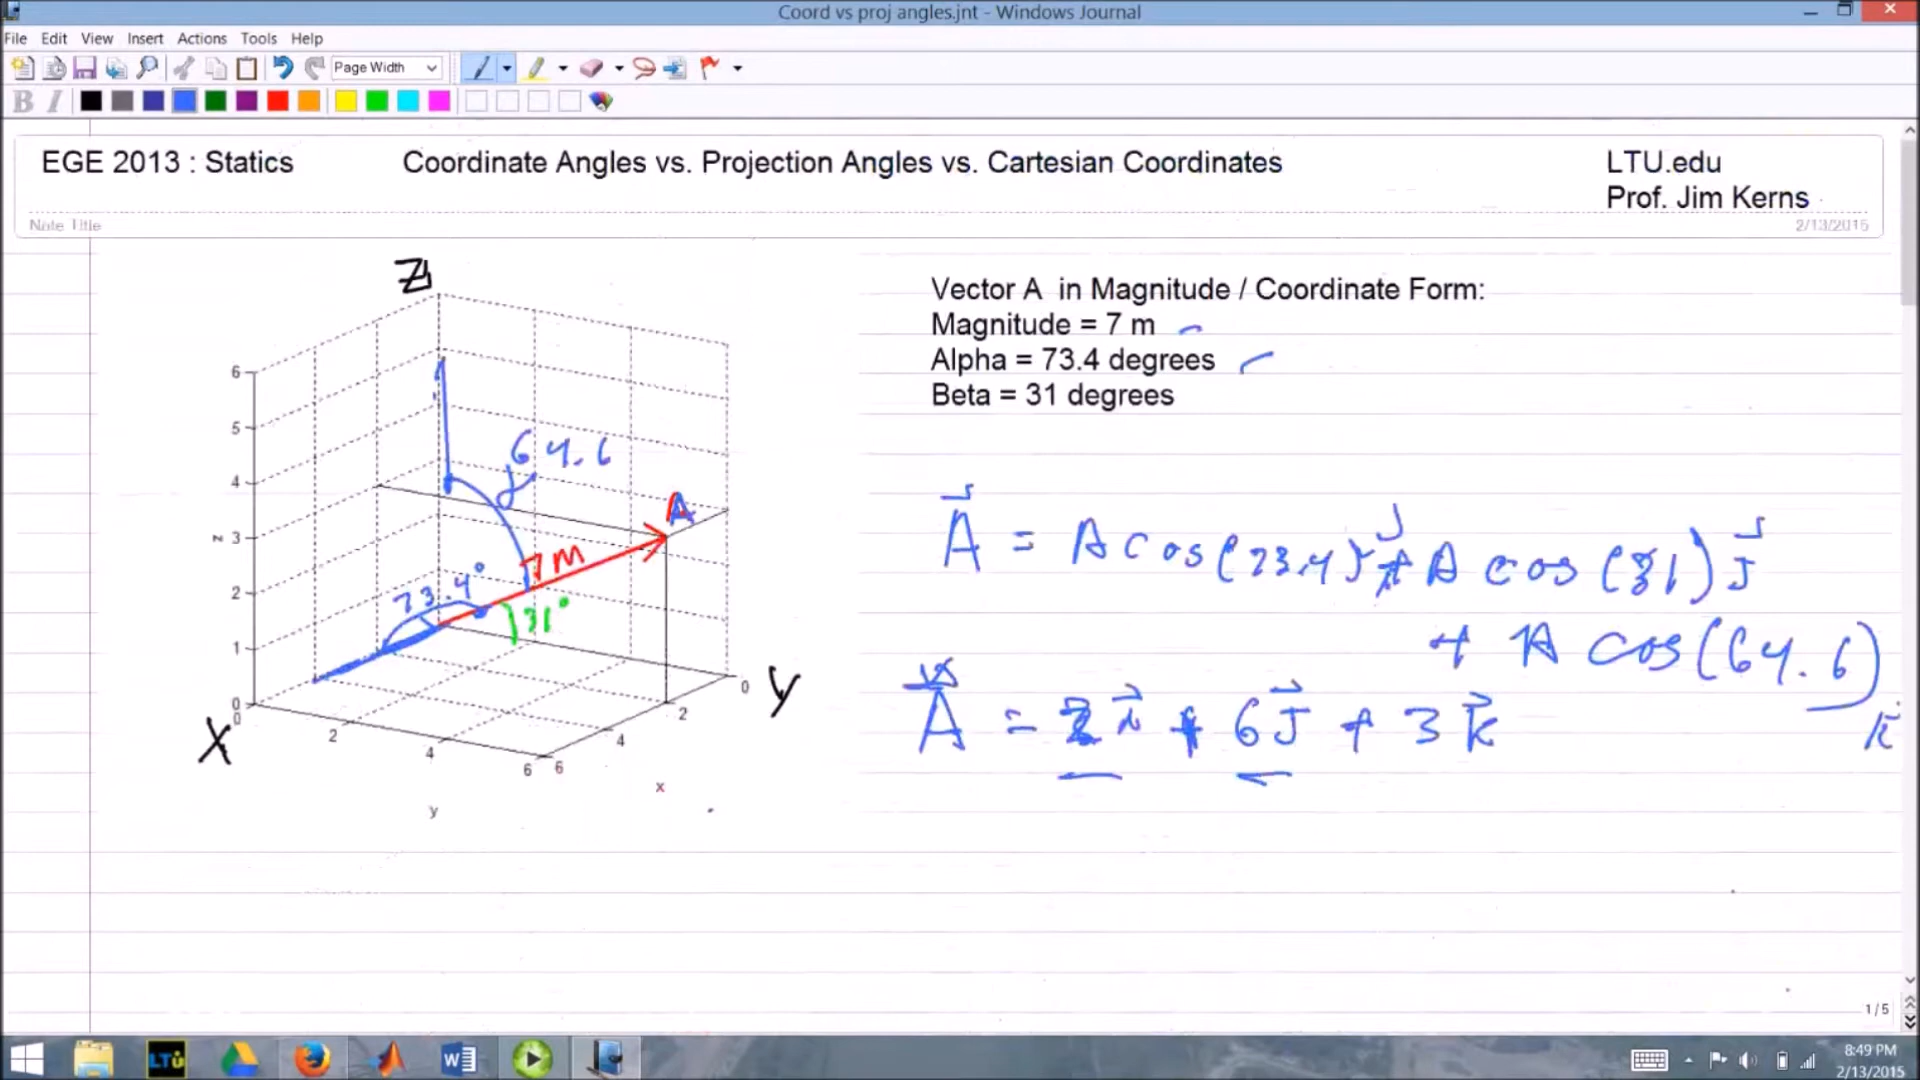 Coord vs proj angles.jnt - Windows Journal
File Edit View Insert Actions Tools Help
Page Width
B I
EGE 2013 : Statics Coordinate Angles vs. Projection Angles vs. Cartesian Coordinates LTU.edu
Prof. Jim Kerns
Note Title 2/13/2015
Z
Vector A in Magnitude / Coordinate Form:
Magnitude = 7 m
Alpha = 73.4 degrees
Beta = 31 degrees
6
5
4
3
2
1
0
z
64.6
A
7m
73.4°
31°
X
Y
0 2 4 6
6 4 2 0
x
y
A = A cos(73.4) + A cos(31) J
+ A cos(64.6) k
A = 2 i + 6 J + 3 k
1 / 5
LTU
8:49 PM
2/13/2015